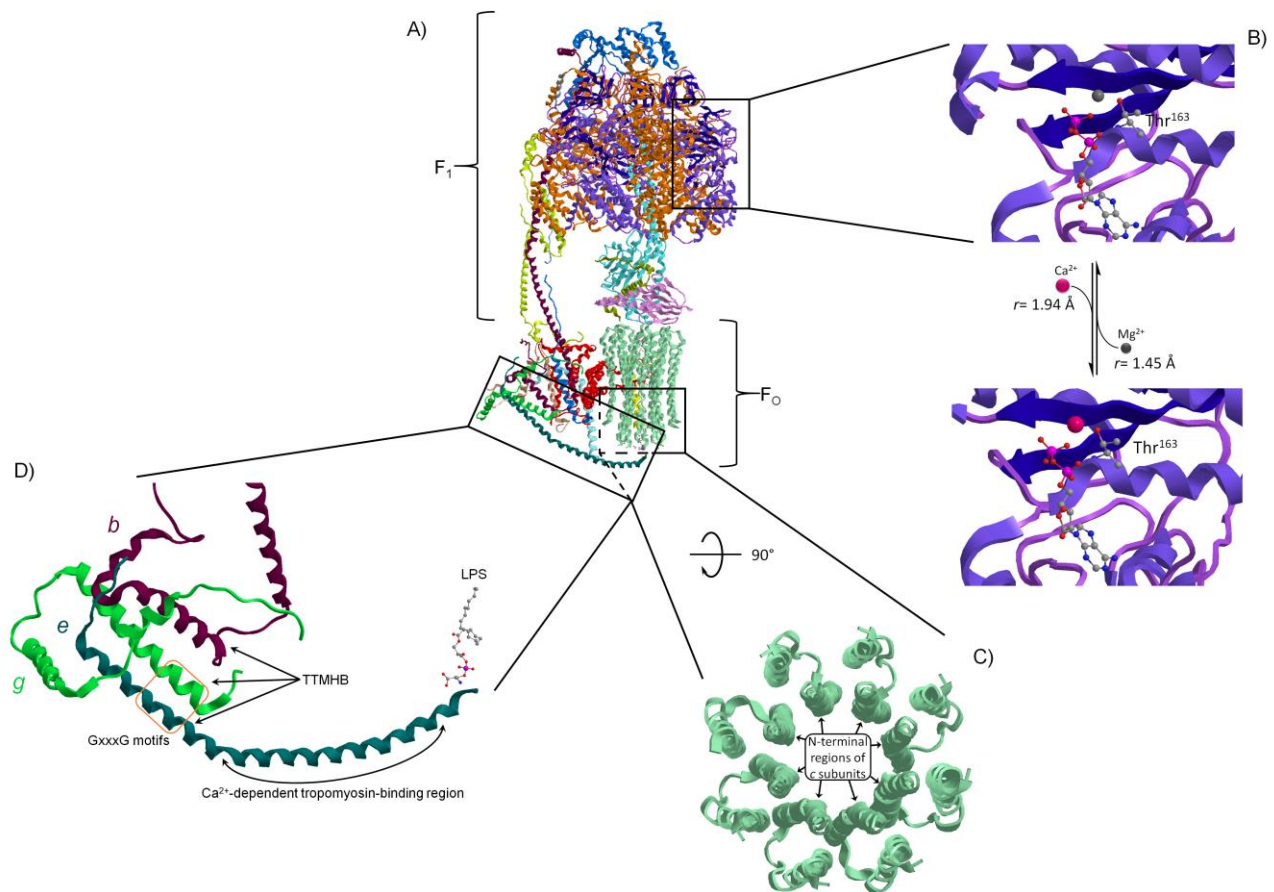 A)
B)
F₁
Thr¹⁶³
Ca²⁺
r= 1.94 Å
Mg²⁺
r= 1.45 Å
F_O
Thr¹⁶³
D)
b
e
g
TTMHB
GxxxG motifs
LPS
Ca²⁺-dependent tropomyosin-binding region
90°
C)
N-terminal
regions of
c subunits